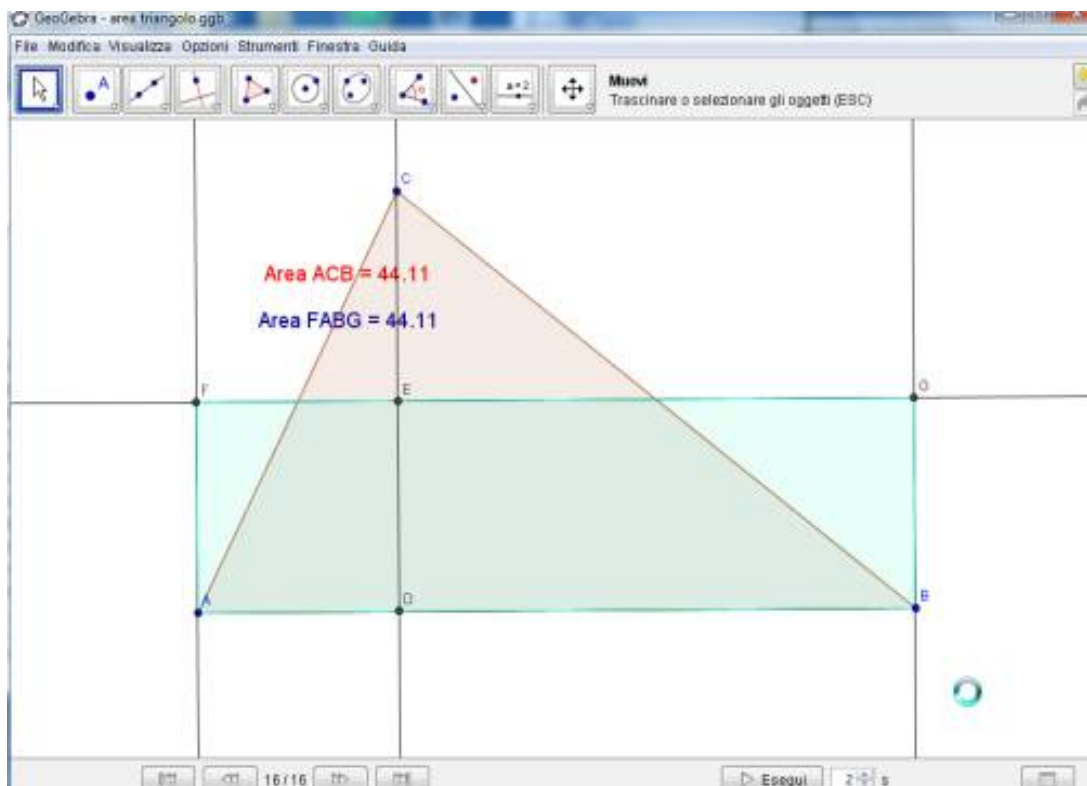 GeoGebra - area triangolo.ggb
File Modifica Visualizza Opzioni Strumenti Finestra Guida
A
a=2
Muovi
Trascinare o selezionare gli oggetti (ESC)
C
Area ACB = 44.11
Area FABG = 44.11
F E G
A D B
16/16
Esegui 2 s